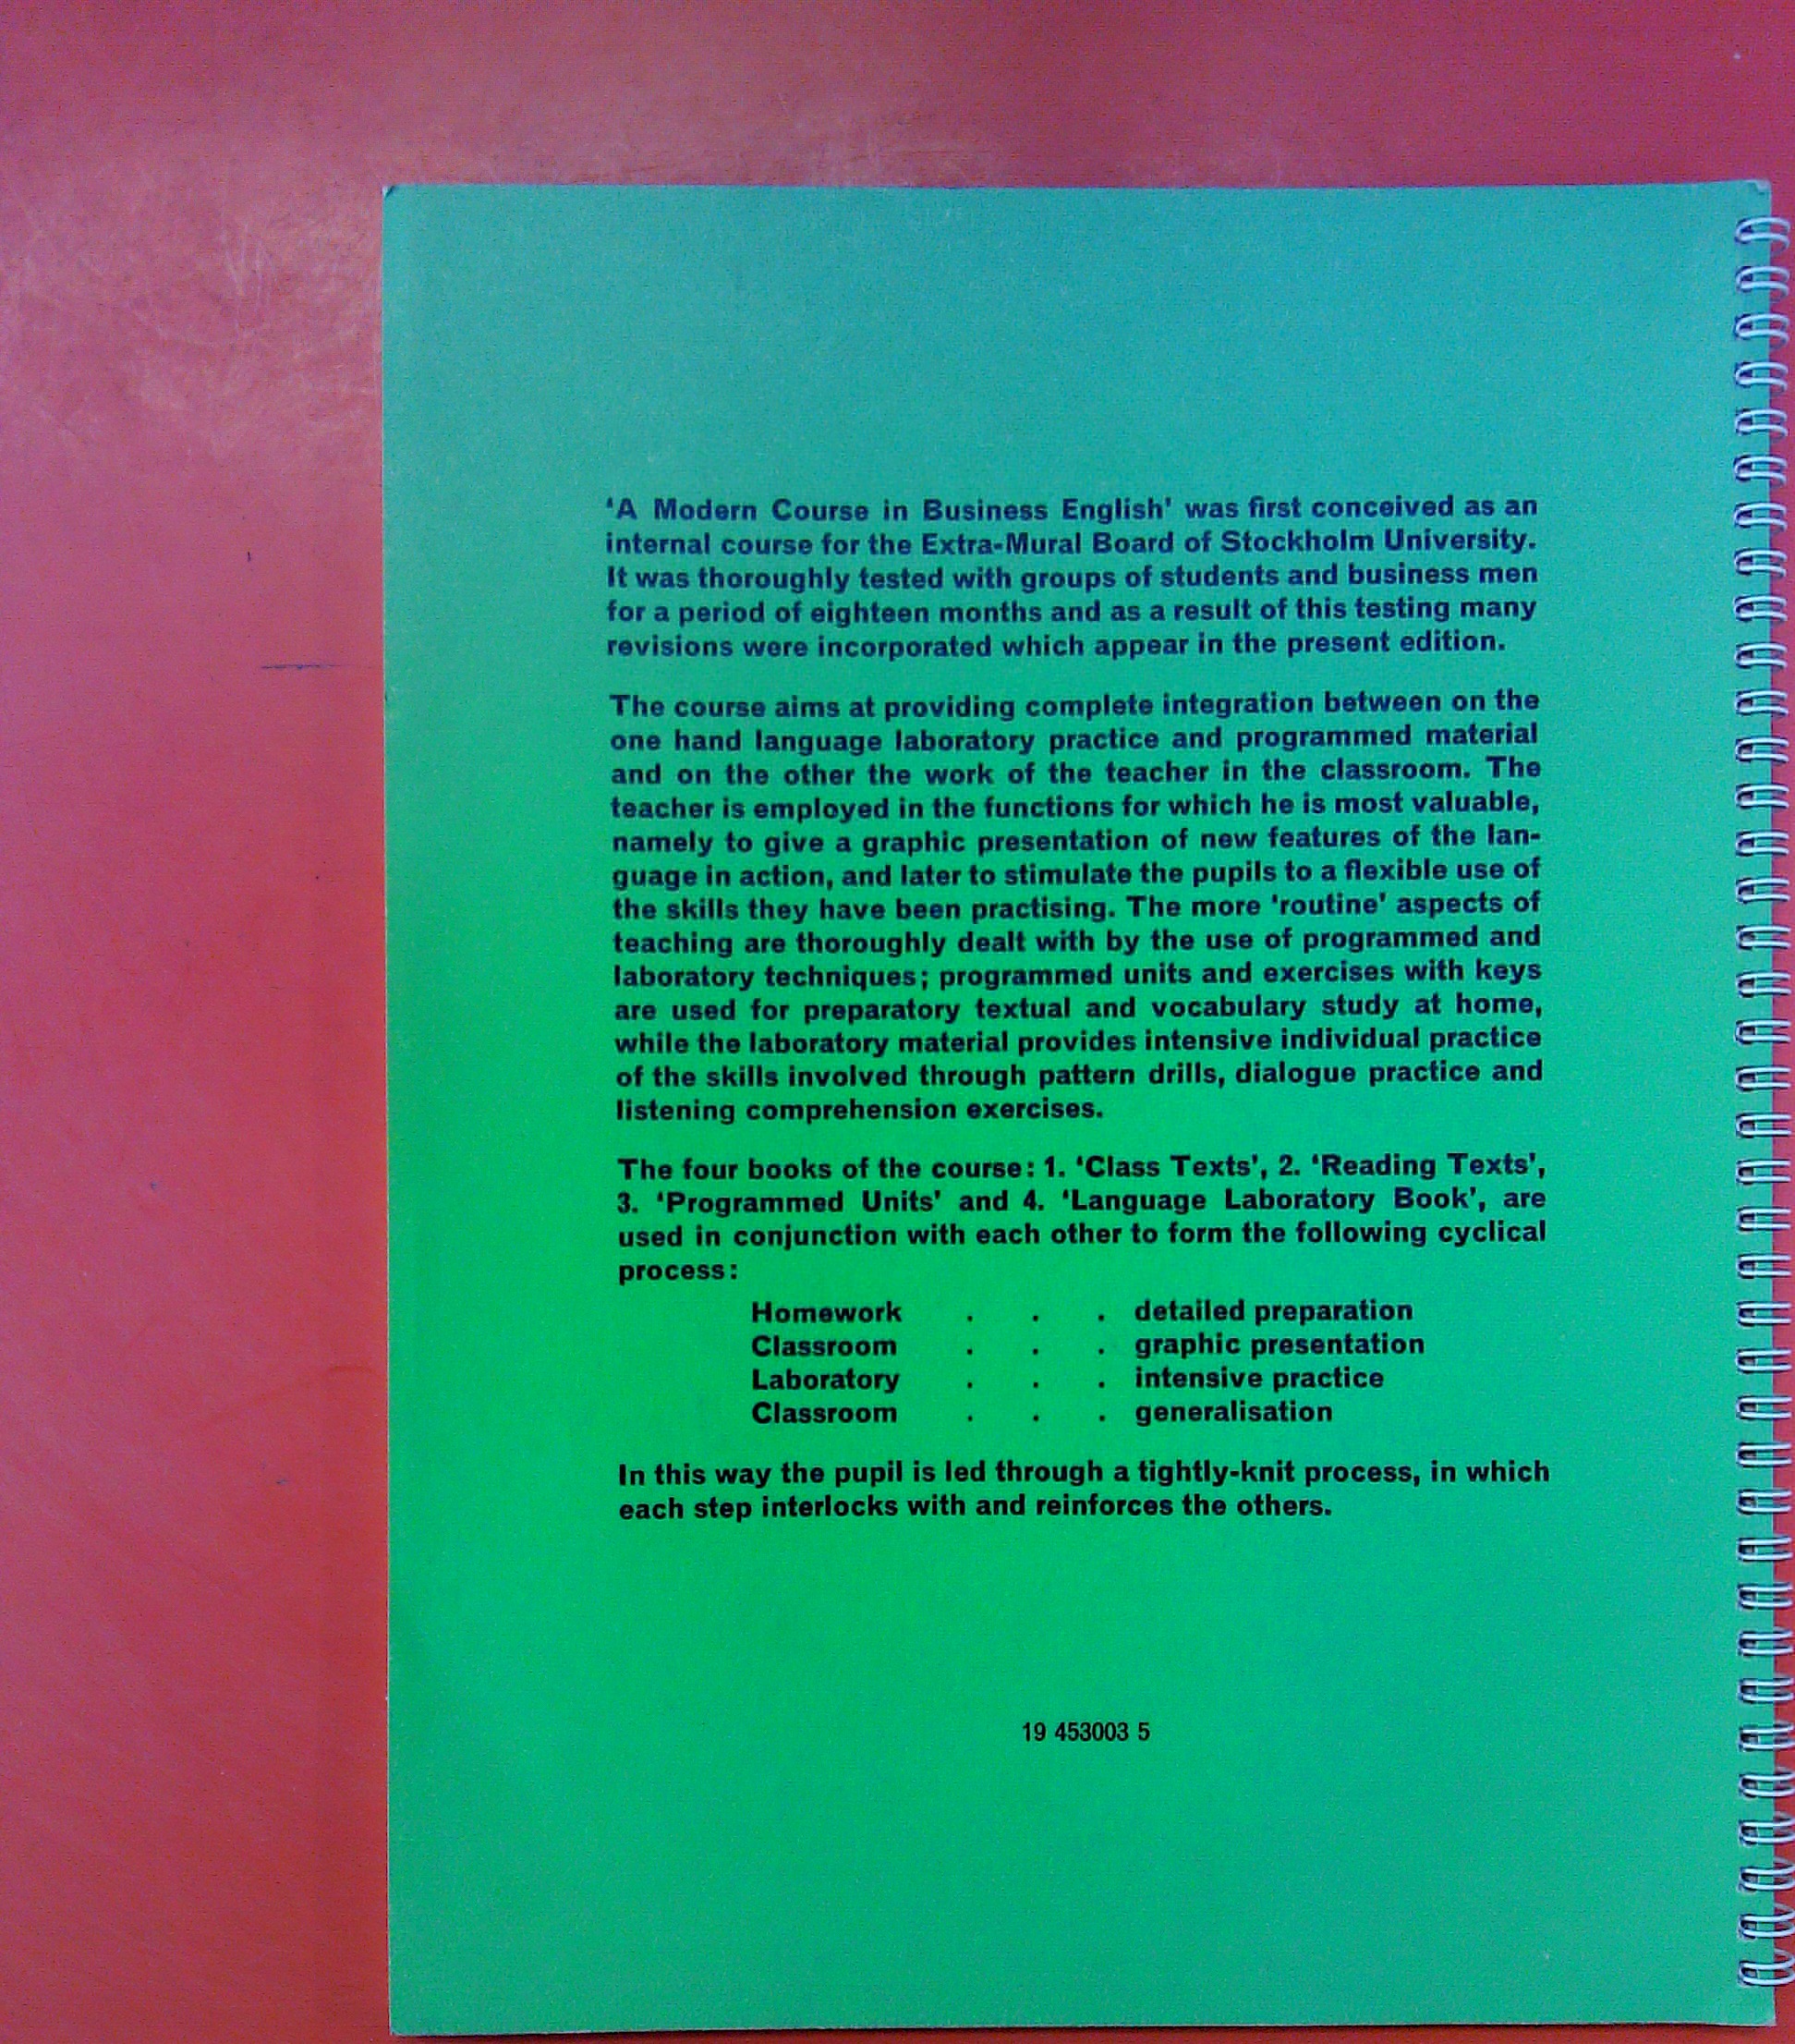 ‘A Modern Course in Business English’ was first conceived as an
internal course for the Extra-Mural Board of Stockholm University.
It was thoroughly tested with groups of students and business men
for a period of eighteen months and as a result of this testing many
revisions were incorporated which appear in the present edition.
The course aims at providing complete integration between on the
one hand language laboratory practice and programmed material
and on the other the work of the teacher in the classroom. The
teacher is employed in the functions for which he is most valuable,
namely to give a graphic presentation of new features of the lan-
guage in action, and later to stimulate the pupils to a flexible use of
the skills they have been practising. The more ‘routine’ aspects of
teaching are thoroughly dealt with by the use of programmed and
laboratory techniques; programmed units and exercises with keys
are used for preparatory textual and vocabulary study at home,
while the laboratory material provides intensive individual practice
of the skills involved through pattern drills, dialogue practice and
listening comprehension exercises.
The four books of the course: 1. ‘Class Texts’, 2. ‘Reading Texts’,
3. ‘Programmed Units’ and 4. ‘Language Laboratory Book’, are
used in conjunction with each other to form the following cyclical
process:
Homework . . . detailed preparation
Classroom . . . graphic presentation
Laboratory . . . intensive practice
Classroom . . . generalisation
In this way the pupil is led through a tightly-knit process, in which
each step interlocks with and reinforces the others.
19 453003 5